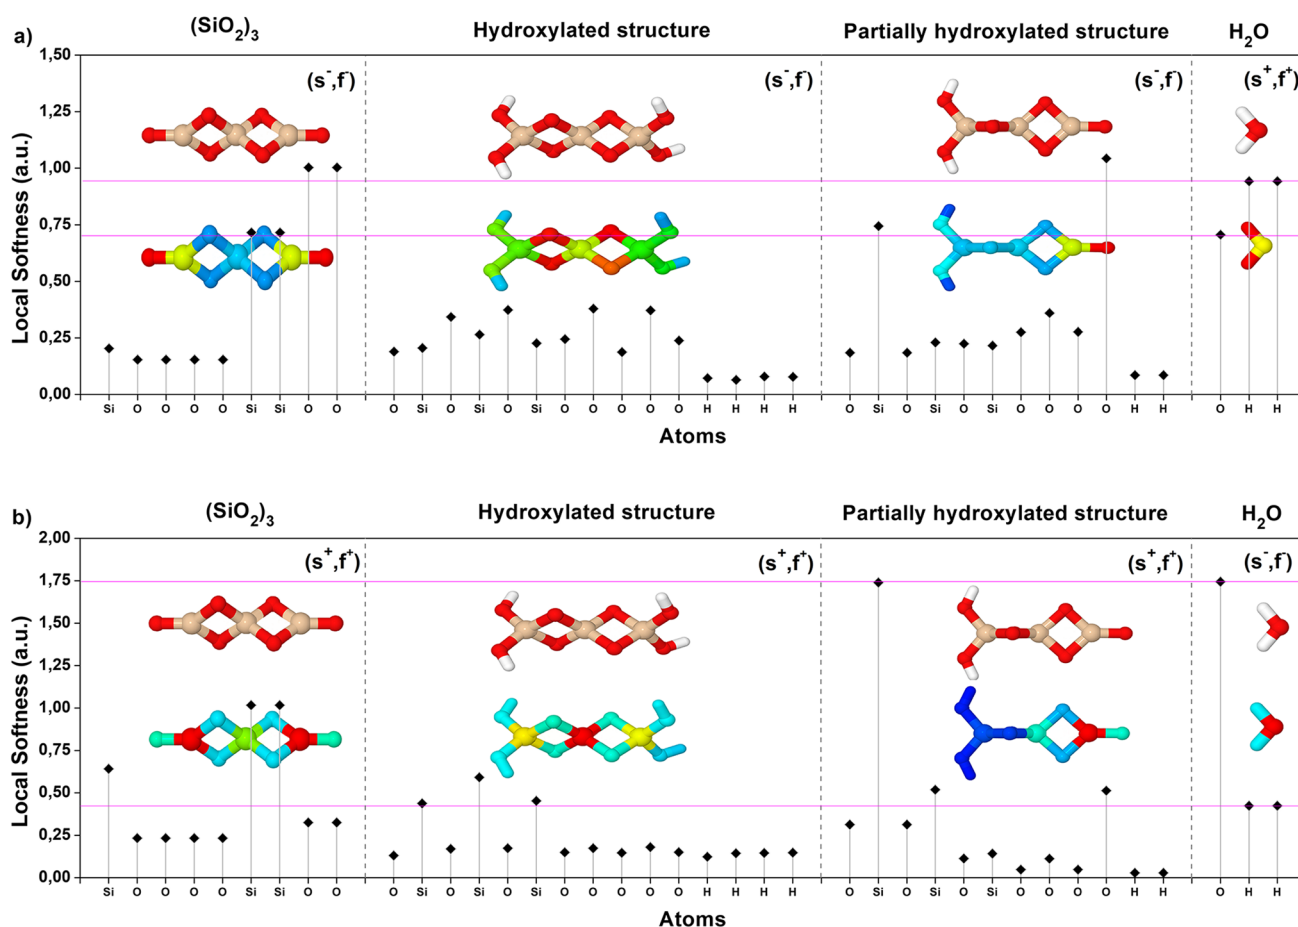 a)
(SiO2)3
Hydroxylated structure
Partially hydroxylated structure
H2O
(s-,f-)
(s-,f-)
(s-,f-)
(s+,f+)
Local Softness (a.u.)
1,50
1,25
1,00
0,75
0,50
0,25
0,00
Si O O O O Si Si O O O Si O Si O Si O O O O O H H H H O Si O Si O Si O O O O H H O H H
Atoms
b)
(SiO2)3
Hydroxylated structure
Partially hydroxylated structure
H2O
(s+,f+)
(s+,f+)
(s+,f+)
(s-,f-)
Local Softness (a.u.)
2,00
1,75
1,50
1,25
1,00
0,75
0,50
0,25
0,00
Si O O O O Si Si O O O Si O Si O Si O O O O O H H H H O Si O Si O Si O O O O H H O H H
Atoms